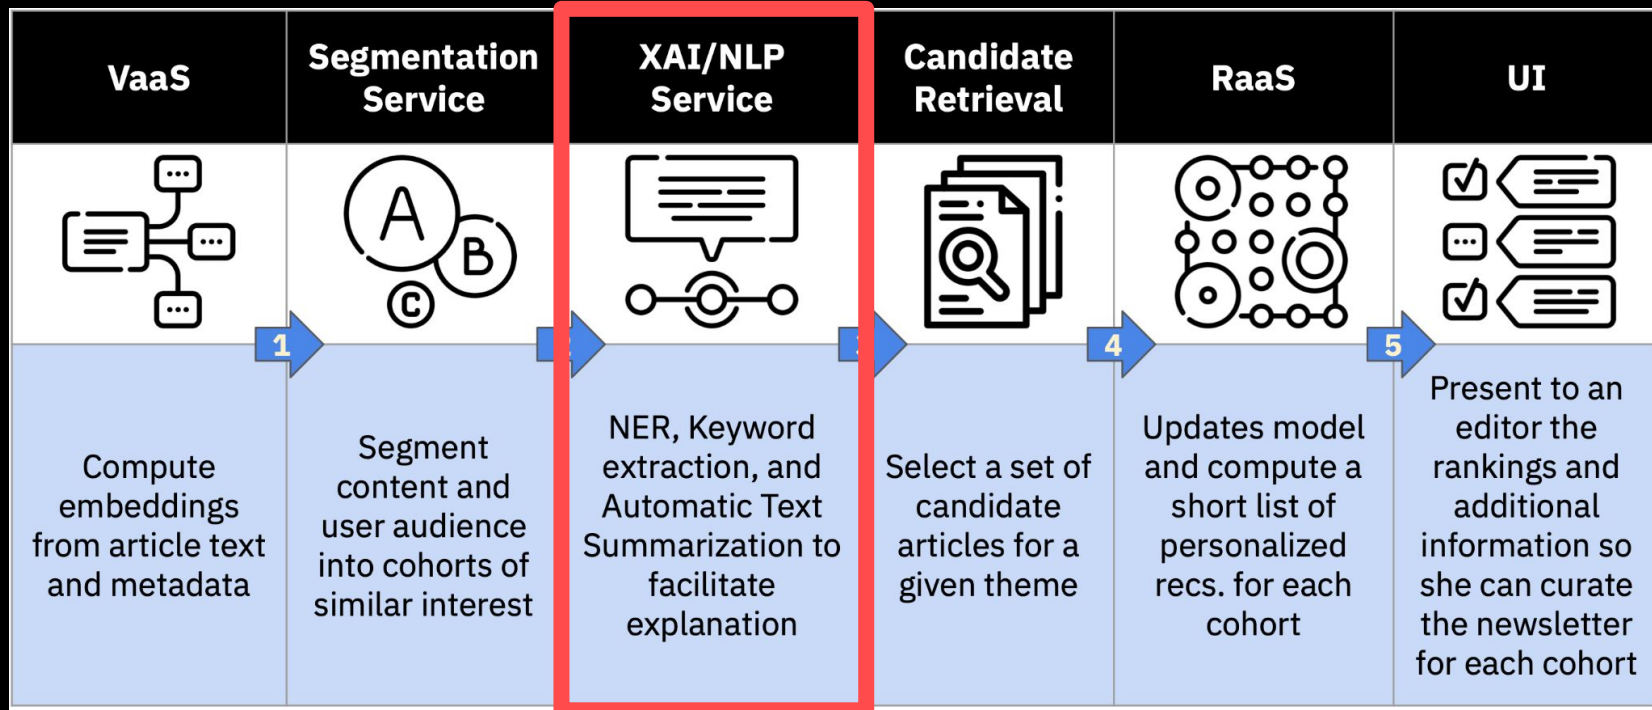 VaaS
Segmentation
Service
XAI/NLP
Service
Candidate
Retrieval
RaaS
UI
A
B
C
1
4
5
Compute
embeddings
from article text
and metadata
Segment
content and
user audience
into cohorts of
similar interest
NER, Keyword
extraction, and
Automatic Text
Summarization to
facilitate
explanation
Select a set of
candidate
articles for a
given theme
Updates model
and compute a
short list of
personalized
recs. for each
cohort
Present to an
editor the
rankings and
additional
information so
she can curate
the newsletter
for each cohort